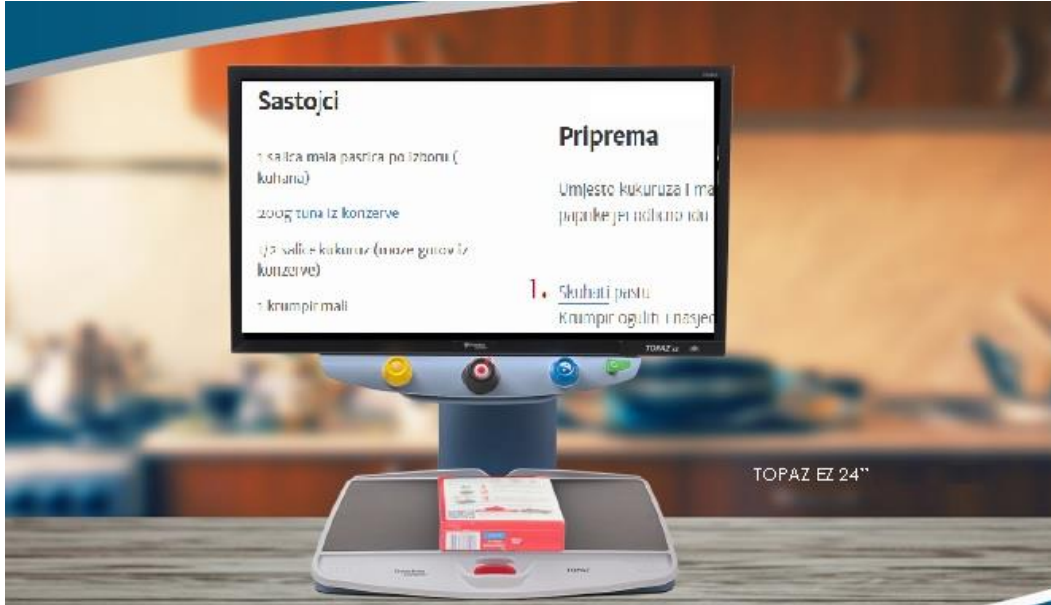 Sastojci
1 šalica mala pastica po izboru (
kuhana)
200g tuna iz konzerve
1/2 šalice kukuruz (može gotov iz
konzerve)
1 krumpir mali
Priprema
Umjesto kukuruza i ma
paprike jer odlično idu
1. Skuhati pastu
Krumpir oguliti i nasjec
TOPAZ EZ
TOPAZ EZ 24"
TOPAZ